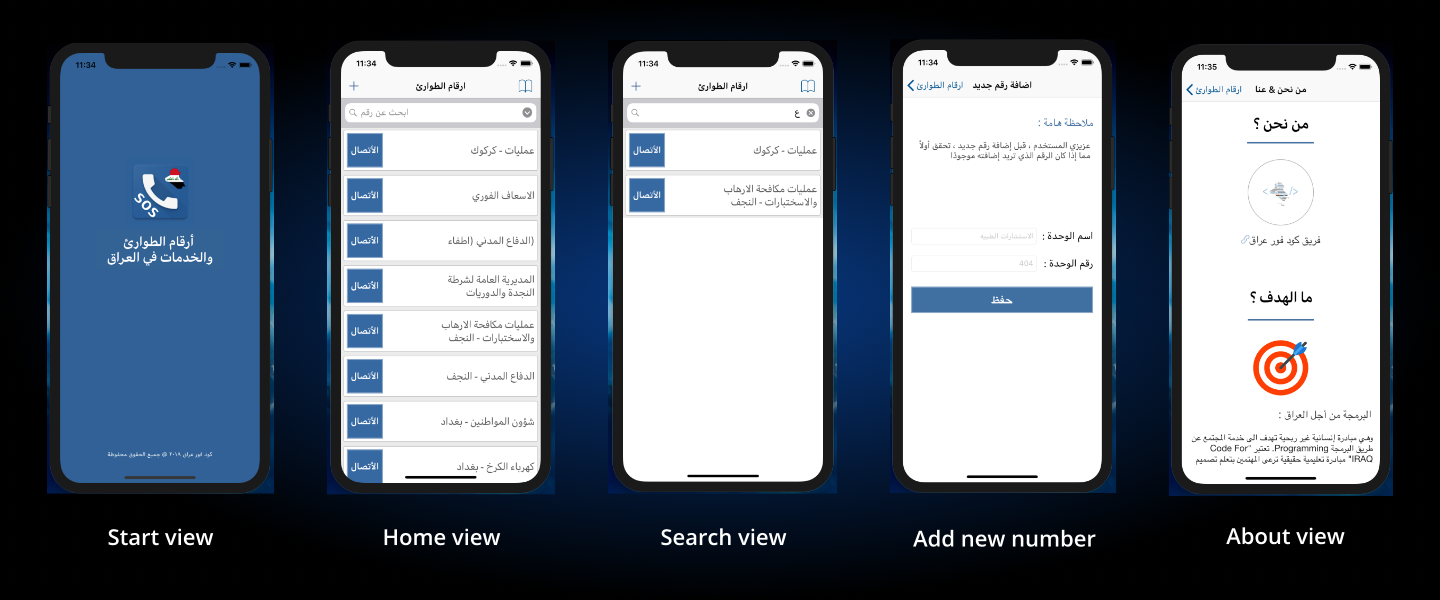 11:34
SOS
أرقام الطوارئ
والخدمات في العراق
كود فور عراق ٢٠١٨ @ جميع الحقوق محفوظة
Start view
11:34
ارقام الطوارئ
ابحث عن رقم
عمليات - كركوك
الأتصال
الاسعاف الفوري
الأتصال
(الدفاع المدني (اطفاء
الأتصال
المديرية العامة لشرطة
النجدة والدوريات
الأتصال
عمليات مكافحة الارهاب
والاستخبارات - النجف
الأتصال
الدفاع المدني - النجف
الأتصال
شؤون المواطنين - بغداد
الأتصال
كهرباء الكرخ - بغداد
الأتصال
Home view
11:34
ارقام الطوارئ
ع
عمليات - كركوك
الأتصال
عمليات مكافحة الارهاب
والاستخبارات - النجف
الأتصال
Search view
11:34
ارقام الطوارئ
اضافة رقم جديد
ملاحظة هامة :
عزيزي المستخدم ، قبل إضافة رقم جديد ، تحقق أولاً
مما إذا كان الرقم الذي تريد إضافته موجودًا
اسم الوحدة :
الاستشارات الطبيه
رقم الوحدة :
404
حفظ
Add new number
11:35
ارقام الطوارئ
من نحن & عنا
من نحن ؟
</>
فريق كود فور عراق
ما الهدف ؟
البرمجة من أجل العراق :
وهي مبادرة إنسانية غير ربحية تهدف الى خدمة المجتمع عن
طريق البرمجة Programming. تعتبر "Code For
IRAQ" مبادرة تعليمية حقيقية ترعى المهتمين بتعلم تصميم
About view